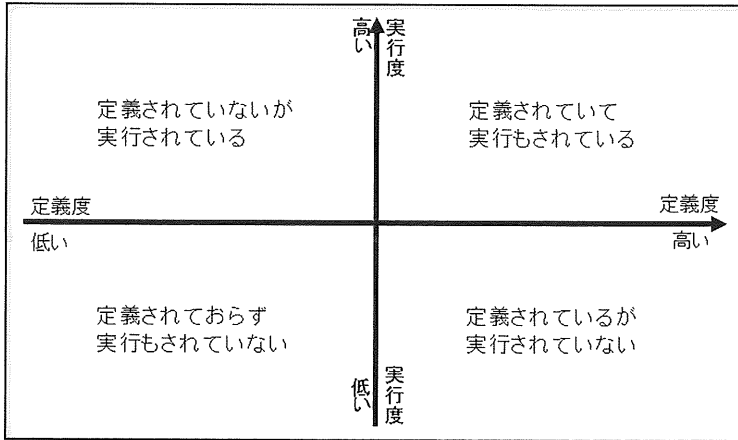 高い
実行度
定義されていないが
実行されている
定義されていて
実行もされている
定義度
低い
定義度
高い
定義されておらず
実行もされていない
定義されているが
実行されていない
低い
実行度